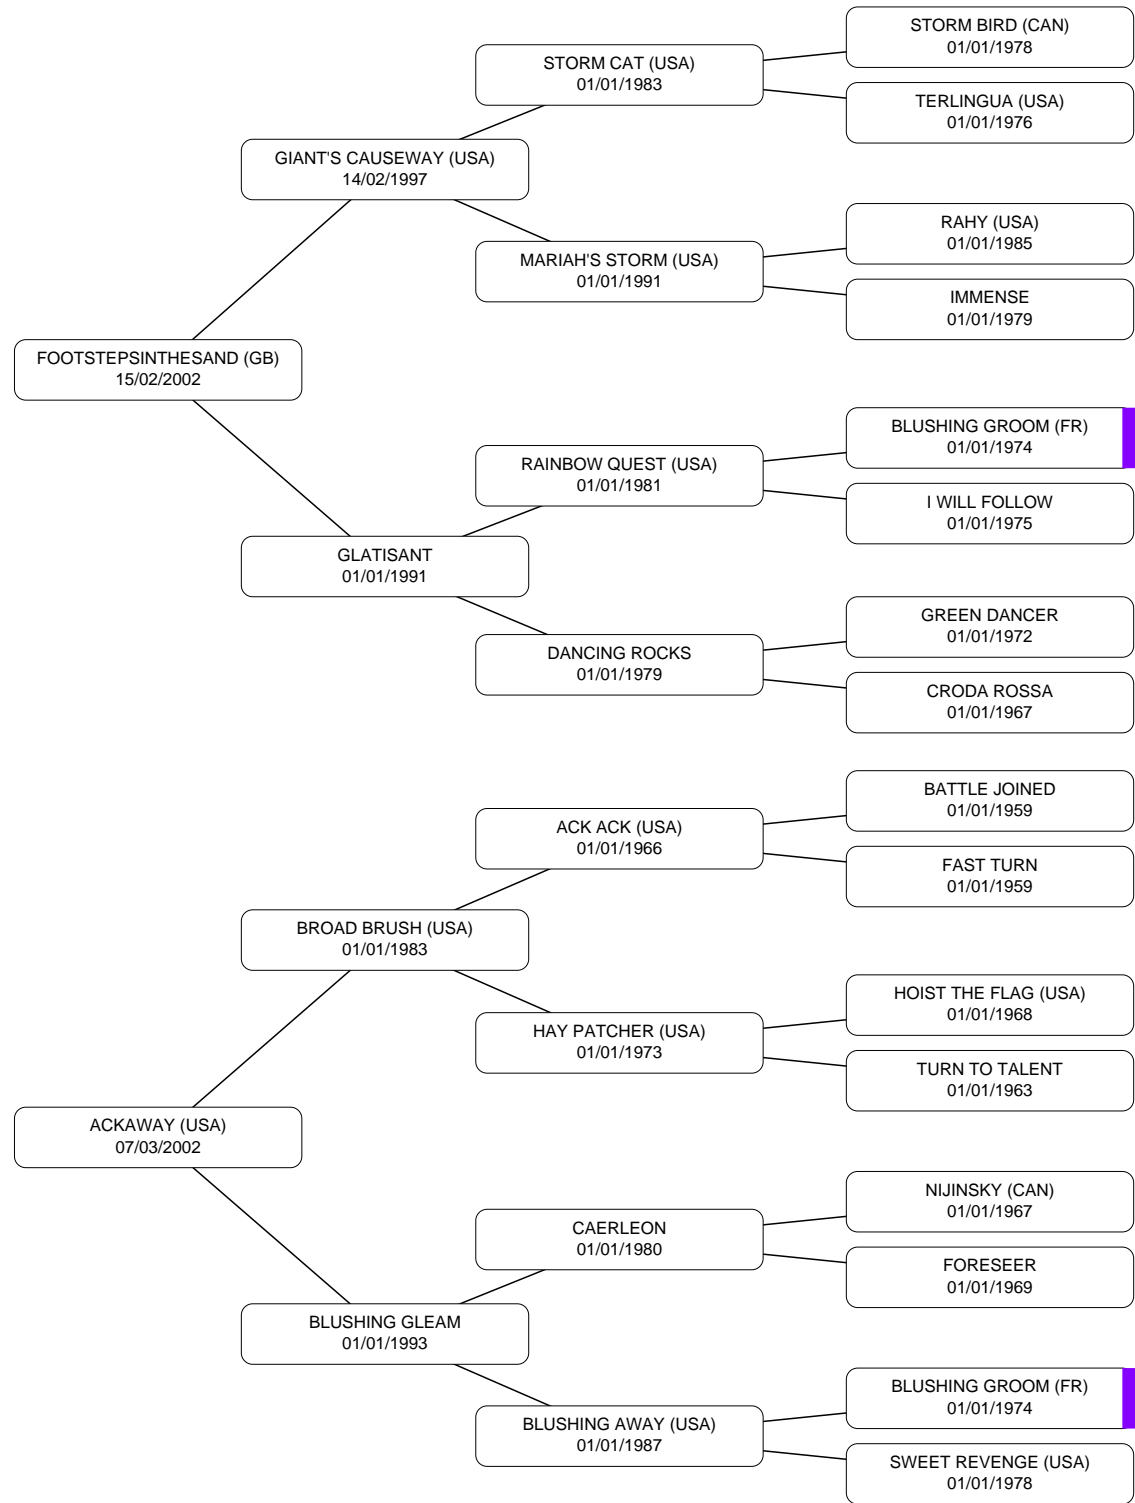 STORM BIRD (CAN)
01/01/1978
STORM CAT (USA)
01/01/1983
TERLINGUA (USA)
01/01/1976
GIANT'S CAUSEWAY (USA)
14/02/1997
RAHY (USA)
01/01/1985
MARIAH'S STORM (USA)
01/01/1991
IMMENSE
01/01/1979
FOOTSTEPSINTHESAND (GB)
15/02/2002
BLUSHING GROOM (FR)
01/01/1974
RAINBOW QUEST (USA)
01/01/1981
I WILL FOLLOW
01/01/1975
GLATISANT
01/01/1991
GREEN DANCER
01/01/1972
DANCING ROCKS
01/01/1979
CRODA ROSSA
01/01/1967
BATTLE JOINED
01/01/1959
ACK ACK (USA)
01/01/1966
FAST TURN
01/01/1959
BROAD BRUSH (USA)
01/01/1983
HOIST THE FLAG (USA)
01/01/1968
HAY PATCHER (USA)
01/01/1973
TURN TO TALENT
01/01/1963
ACKAWAY (USA)
07/03/2002
NIJINSKY (CAN)
01/01/1967
CAERLEON
01/01/1980
FORESEER
01/01/1969
BLUSHING GLEAM
01/01/1993
BLUSHING GROOM (FR)
01/01/1974
BLUSHING AWAY (USA)
01/01/1987
SWEET REVENGE (USA)
01/01/1978